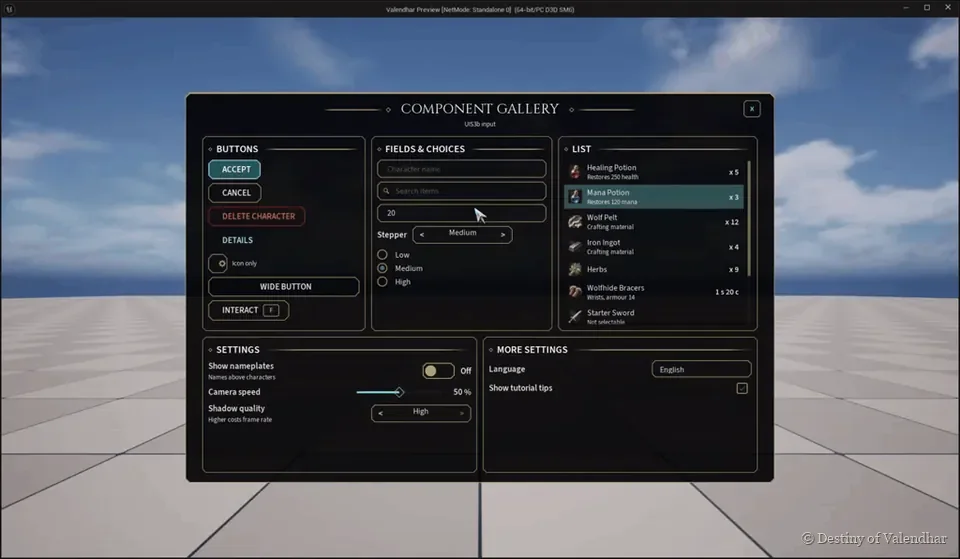 Valendhar Preview [NetMode: Standalone 0] (64-bit/PC D3D SM6)
COMPONENT GALLERY
UIS3b input
X
BUTTONS
ACCEPT
CANCEL
DELETE CHARACTER
DETAILS
Icon only
WIDE BUTTON
INTERACT F
FIELDS & CHOICES
Character name
Search items
20
Stepper < Medium >
Low
Medium
High
LIST
Healing Potion
Restores 250 health
x 5
Mana Potion
Restores 120 mana
x 3
Wolf Pelt
Crafting material
x 12
Iron Ingot
Crafting material
x 4
Herbs
x 9
Wolfhide Bracers
Wrists, armour 14
1 s 20 c
Starter Sword
Not selectable
SETTINGS
Show nameplates
Names above characters
Off
Camera speed
50 %
Shadow quality
Higher costs frame rate
< High >
MORE SETTINGS
Language
English
Show tutorial tips
© Destiny of Valendhar